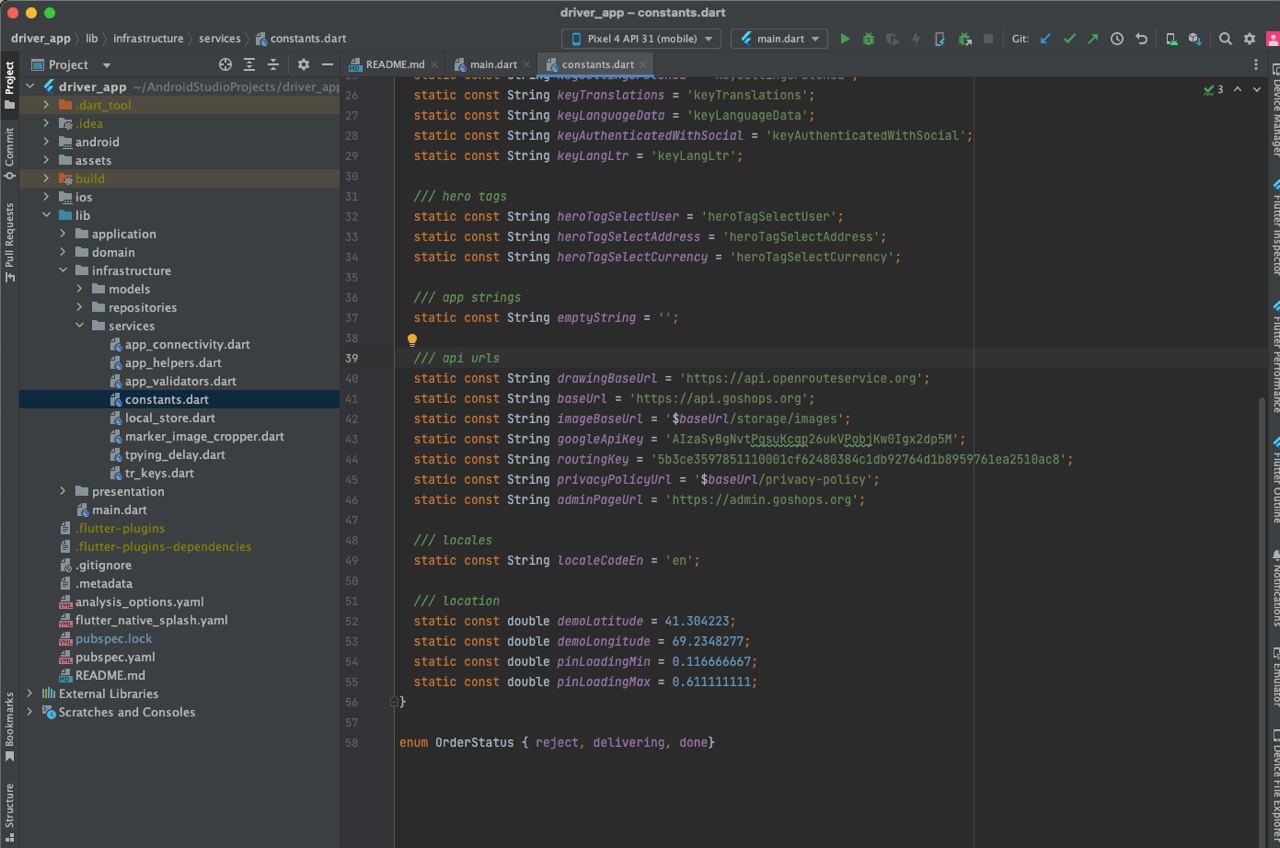 driver_app – constants.dart
driver_app › lib › infrastructure › services › constants.dart
Pixel 4 API 31 (mobile)
main.dart
Git:
Project
README.md
main.dart
constants.dart
Project
Commit
Pull Requests
Bookmarks
Structure
driver_app ~/AndroidStudioProjects/driver_app
.dart_tool
.idea
android
assets
build
ios
lib
application
domain
infrastructure
models
repositories
services
app_connectivity.dart
app_helpers.dart
app_validators.dart
constants.dart
local_store.dart
marker_image_cropper.dart
tpying_delay.dart
tr_keys.dart
presentation
main.dart
.flutter-plugins
.flutter-plugins-dependencies
.gitignore
.metadata
analysis_options.yaml
flutter_native_splash.yaml
pubspec.lock
pubspec.yaml
README.md
External Libraries
Scratches and Consoles
3
26 static const String keyTranslations = 'keyTranslations';
27 static const String keyLanguageData = 'keyLanguageData';
28 static const String keyAuthenticatedWithSocial = 'keyAuthenticatedWithSocial';
29 static const String keyLangLtr = 'keyLangLtr';
30
31 /// hero tags
32 static const String heroTagSelectUser = 'heroTagSelectUser';
33 static const String heroTagSelectAddress = 'heroTagSelectAddress';
34 static const String heroTagSelectCurrency = 'heroTagSelectCurrency';
35
36 /// app strings
37 static const String emptyString = '';
38
39 /// api urls
40 static const String drawingBaseUrl = 'https://api.openrouteservice.org';
41 static const String baseUrl = 'https://api.goshops.org';
42 static const String imageBaseUrl = '$baseUrl/storage/images';
43 static const String googleApiKey = 'AIzaSyBgNvtPgsuKcgp26ukVPobjKw0Igx2dp5M';
44 static const String routingKey = '5b3ce3597851110001cf62480384c1db92764d1b8959761ea2510ac8';
45 static const String privacyPolicyUrl = '$baseUrl/privacy-policy';
46 static const String adminPageUrl = 'https://admin.goshops.org';
47
48 /// locales
49 static const String localeCodeEn = 'en';
50
51 /// location
52 static const double demoLatitude = 41.304223;
53 static const double demoLongitude = 69.2348277;
54 static const double pinLoadingMin = 0.116666667;
55 static const double pinLoadingMax = 0.611111111;
56 }
57
58 enum OrderStatus { reject, delivering, done}
Device Manager
Flutter Inspector
Flutter Performance
Flutter Outline
Notifications
Emulator
Device File Explorer